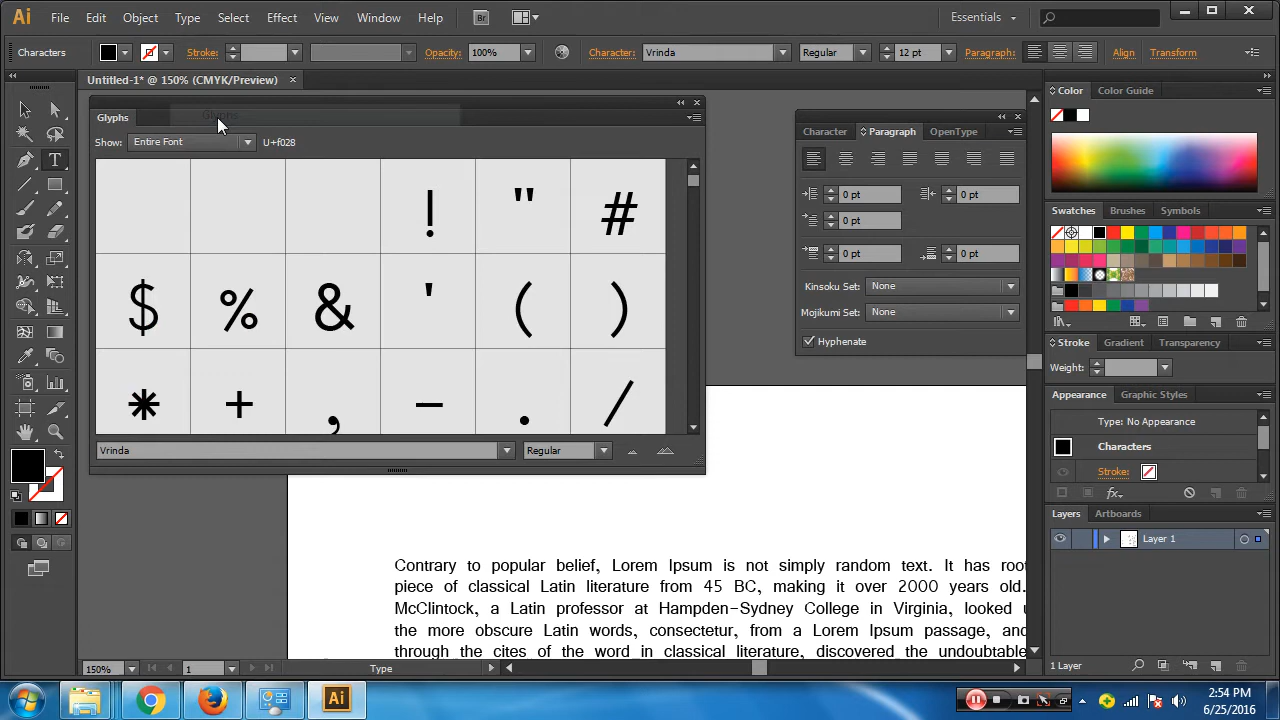 Ai File Edit Object Type Select Effect View Window Help Br Essentials
Characters Stroke: Opacity: 100% Character: Vrinda Regular 12 pt Paragraph: Align Transform
Untitled-1* @ 150% (CMYK/Preview)
Glyphs Glyphs
Show: Entire Font U+f028
! " #
$ % & ' ( )
* + , - . /
Vrinda Regular
Character Paragraph OpenType
0 pt 0 pt
0 pt
0 pt 0 pt
Kinsoku Set: None
Mojikumi Set: None
Hyphenate
Color Color Guide
Swatches Brushes Symbols
Stroke Gradient Transparency
Weight:
Appearance Graphic Styles
Type: No Appearance
Characters
Stroke:
fx
Layers Artboards
Layer 1
1 Layer
Contrary to popular belief, Lorem Ipsum is not simply random text. It has root
piece of classical Latin literature from 45 BC, making it over 2000 years old.
McClintock, a Latin professor at Hampden-Sydney College in Virginia, looked u
the more obscure Latin words, consectetur, from a Lorem Ipsum passage, and
through the cites of the word in classical literature, discovered the undoubtable
150% 1 Type
Ai
2:54 PM
6/25/2016